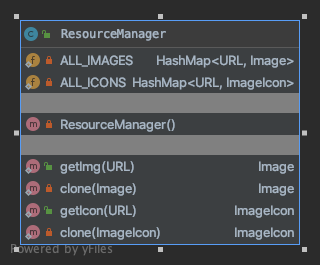 ResourceManager
ALL_IMAGES HashMap<URL, Image>
ALL_ICONS HashMap<URL, ImageIcon>
ResourceManager()
getImg(URL) Image
clone(Image) Image
getIcon(URL) ImageIcon
clone(ImageIcon) ImageIcon
Powered by yFiles